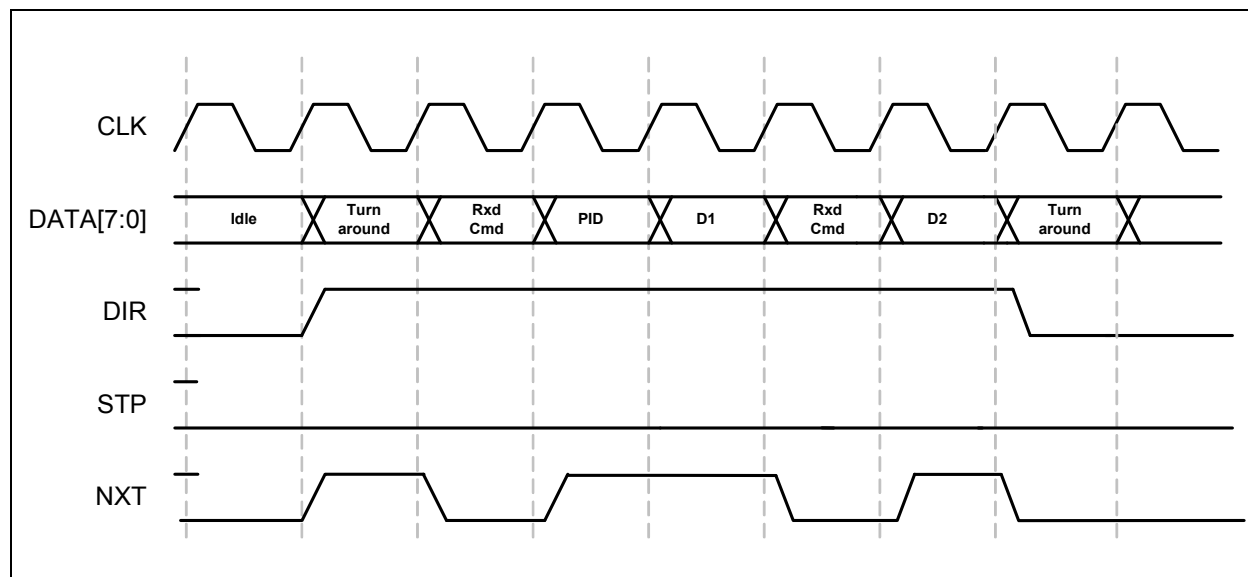 CLK
DATA[7:0]
Idle
Turn
around
Rxd
Cmd
PID
D1
Rxd
Cmd
D2
Turn
around
DIR
STP
NXT